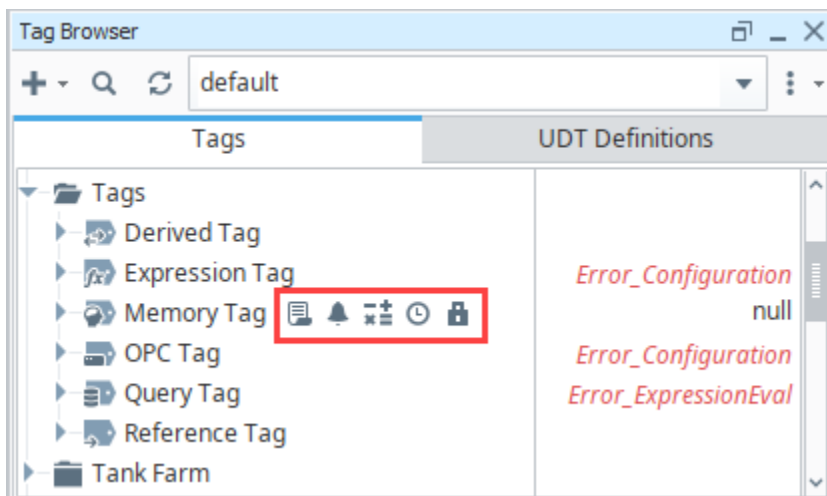 Tag Browser
default
Tags
UDT Definitions
Tags
Derived Tag
Expression Tag
Error_Configuration
Memory Tag
null
OPC Tag
Error_Configuration
Query Tag
Error_ExpressionEval
Reference Tag
Tank Farm